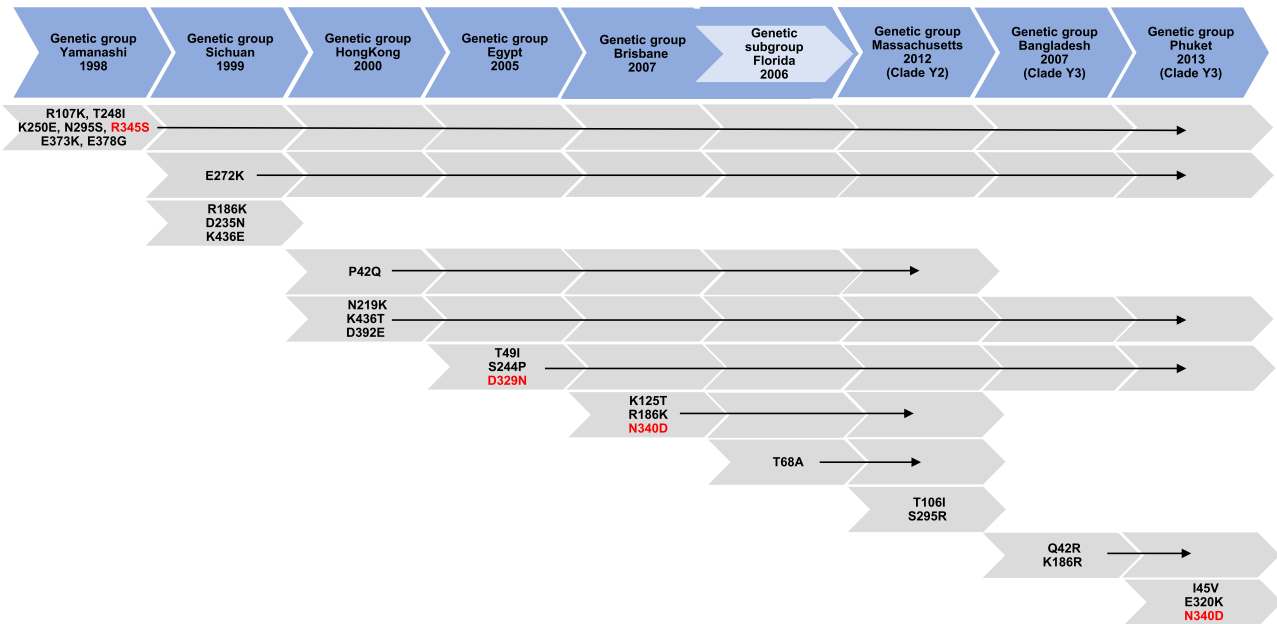 Genetic group
Yamanashi
1998
Genetic group
Sichuan
1999
Genetic group
HongKong
2000
Genetic group
Egypt
2005
Genetic group
Brisbane
2007
Genetic
subgroup
Florida
2006
Genetic group
Massachusetts
2012
(Clade Y2)
Genetic group
Bangladesh
2007
(Clade Y3)
Genetic group
Phuket
2013
(Clade Y3)
R107K, T248I
K250E, N295S, R345S
E373K, E378G
E272K
R186K
D235N
K436E
P42Q
N219K
K436T
D392E
T49I
S244P
D329N
K125T
R186K
N340D
T68A
T106I
S295R
Q42R
K186R
I45V
E320K
N340D